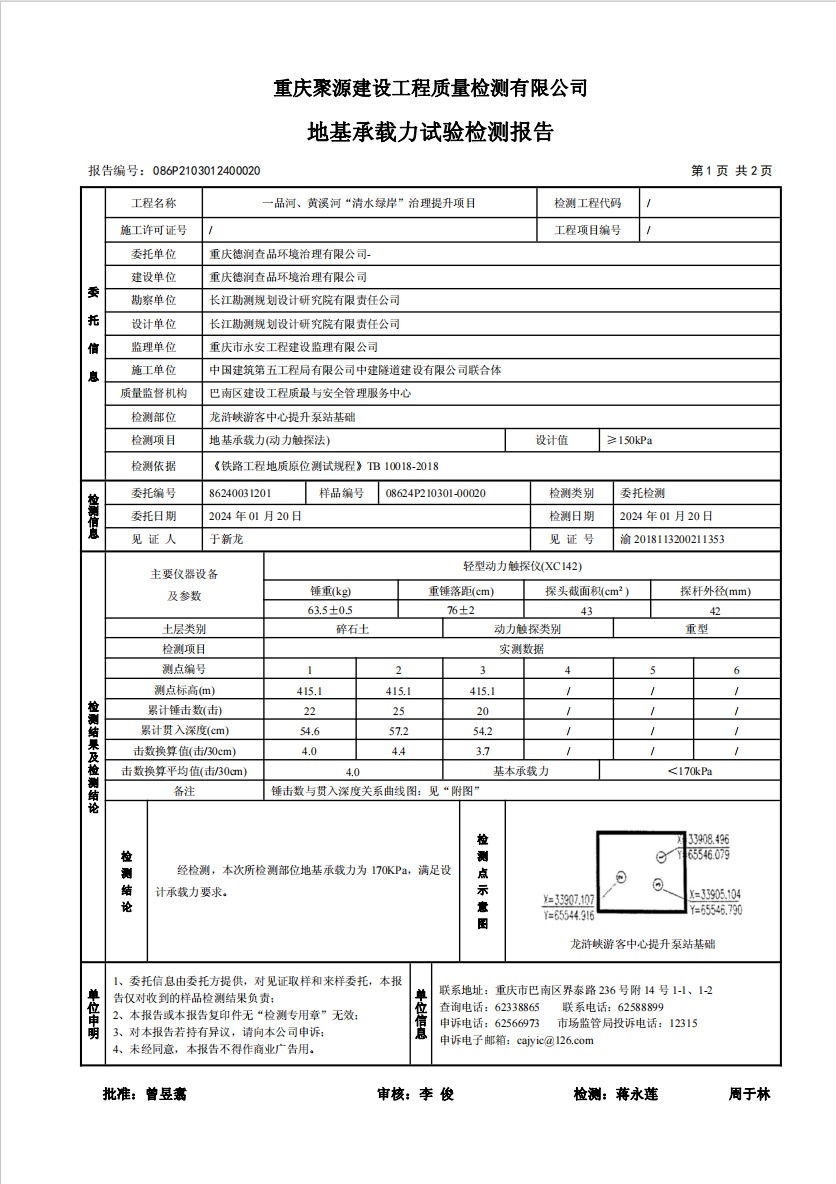 重庆聚源建设工程质量检测有限公司
地基承载力试验检测报告
报告编号：086P2103012400020
第1页 共2页
委托信息
工程名称 一品河、黄溪河“清水绿岸”治理提升项目 检测工程代码 /
施工许可证号 / 工程项目编号 /
委托单位 重庆德润查品环境治理有限公司-
建设单位 重庆德润查品环境治理有限公司
勘察单位 长江勘测规划设计研究院有限责任公司
设计单位 长江勘测规划设计研究院有限责任公司
监理单位 重庆市永安工程建设监理有限公司
施工单位 中国建筑第五工程局有限公司中建隧道建设有限公司联合体
质量监督机构 巴南区建设工程质最与安全管理服务中心
检测部位 龙浒峡游客中心提升泵站基础
检测项目 地基承载力(动力触探法) 设计值 ≥150kPa
检测依据 《铁路工程地质原位测试规程》TB 10018-2018
检测信息
委托编号 86240031201 样品编号 08624P210301-00020 检测类别 委托检测
委托日期 2024 年 01 月 20 日 检测日期 2024 年 01 月 20 日
见 证 人 于新龙 见 证 号 渝 2018113200211353
检测结果及检测结论
主要仪器设备
及参数
轻型动力触探仪(XC142)
锤重(kg) 重锤落距(cm) 探头截面积(cm² ) 探杆外径(mm)
63.5±0.5 76±2 43 42
土层类别 碎石土 动力触探类别 重型
检测项目 实测数据
测点编号 1 2 3 4 5 6
测点标高(m) 415.1 415.1 415.1 / / /
累计锤击数(击) 22 25 20 / / /
累计贯入深度(cm) 54.6 57.2 54.2 / / /
击数换算值(击/30cm) 4.0 4.4 3.7 / / /
击数换算平均值(击/30cm) 4.0 基本承载力 ＜170kPa
备注 锤击数与贯入深度关系曲线图：见“附图”
检测结论
经检测，本次所检测部位地基承载力为 170KPa，满足设
计承载力要求。
检测点示意图
X=33908.496
Y=65546.079
①
②
③
X=33907.107
Y=65544.916
X=33905.104
Y=65546.790
龙浒峡游客中心提升泵站基础
单位申明
1、委托信息由委托方提供，对见证取样和来样委托，本报
告仅对收到的样品检测结果负责；
2、本报告或本报告复印件无“检测专用章”无效；
3、对本报告若持有异议，请向本公司申诉；
4、未经同意，本报告不得作商业广告用。
单位信息
联系地址：重庆市巴南区界泰路 236 号附 14 号 1-1、1-2
查询电话：62338865 联系电话：62588899
申诉电话：62566973 市场监管局投诉电话：12315
申诉电子邮箱：cajyic@126.com
批准：曾昱翥 审核：李 俊 检测：蒋永莲 周于林